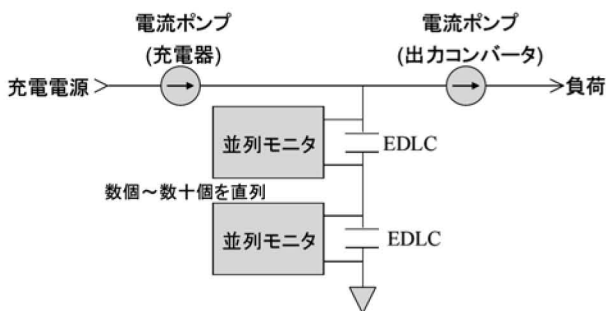 電流ポンプ
(充電器)
電流ポンプ
(出力コンバータ)
充電電源
負荷
並列モニタ
EDLC
数個～数十個を直列
並列モニタ
EDLC